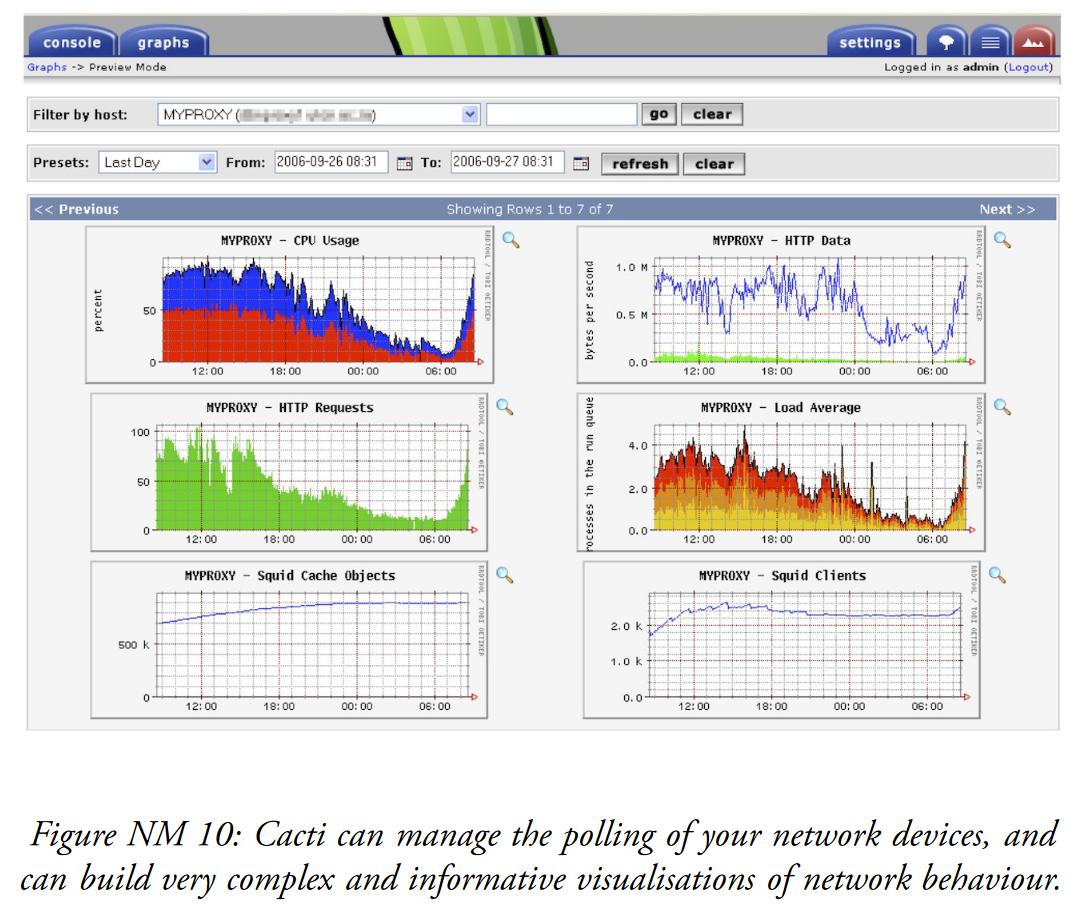 console graphs settings
Graphs -> Preview Mode Logged in as admin (Logout)
Filter by host: MYPROXY ( ) go clear
Presets: Last Day From: 2006-09-26 08:31 To: 2006-09-27 08:31 refresh clear
<< Previous Showing Rows 1 to 7 of 7 Next >>
MYPROXY - CPU Usage
percent
50
0
12:00 18:00 00:00 06:00
RRDTOOL / TOBI OETIKER
MYPROXY - HTTP Data
bytes per second
1.0 M
0.5 M
0.0
12:00 18:00 00:00 06:00
RRDTOOL / TOBI OETIKER
MYPROXY - HTTP Requests
100
50
0
12:00 18:00 00:00 06:00
RRDTOOL / TOBI OETIKER
MYPROXY - Load Average
rocesses in the run queue
4.0
2.0
0.0
12:00 18:00 00:00 06:00
RRDTOOL / TOBI OETIKER
MYPROXY - Squid Cache Objects
500 k
0
12:00 18:00 00:00 06:00
RRDTOOL / TOBI OETIKER
MYPROXY - Squid Clients
2.0 k
1.0 k
0.0
12:00 18:00 00:00 06:00
RRDTOOL / TOBI OETIKER
Figure NM 10: Cacti can manage the polling of your network devices, and
can build very complex and informative visualisations of network behaviour.